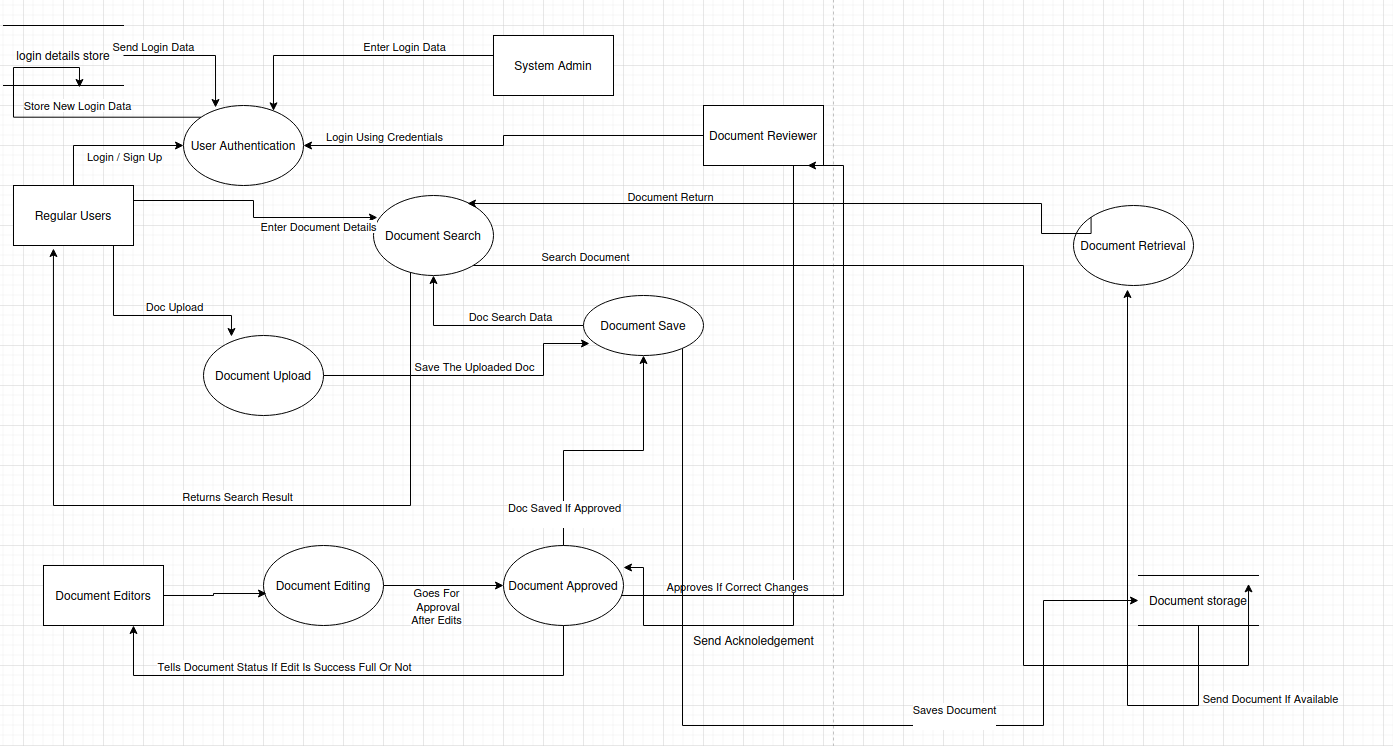 Send Login Data
Enter Login Data
login details store
System Admin
Store New Login Data
Document Reviewer
Login Using Credentials
User Authentication
Login / Sign Up
Document Return
Regular Users
Enter Document Details
Document Search
Document Retrieval
Search Document
Doc Upload
Doc Search Data
Document Save
Save The Uploaded Doc
Document Upload
Returns Search Result
Doc Saved If Approved
Document Editors
Document Editing
Goes For
Approval
After Edits
Document Approved
Approves If Correct Changes
Document storage
Send Acknoledgement
Tells Document Status If Edit Is Success Full Or Not
Send Document If Available
Saves Document